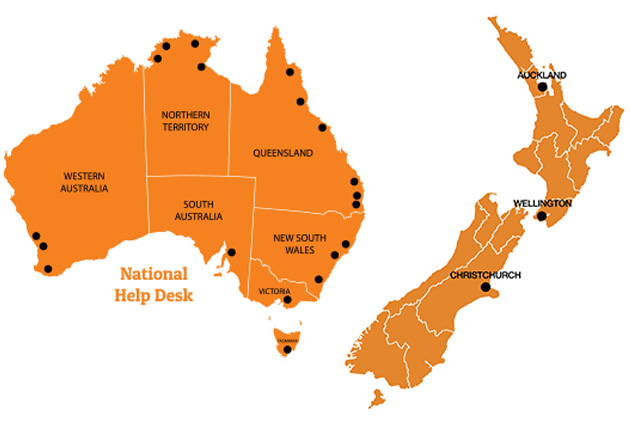 AUCKLAND
NORTHERN
TERRITORY
QUEENSLAND
WESTERN
AUSTRALIA
SOUTH
AUSTRALIA
WELLINGTON
NEW SOUTH
WALES
National
Help Desk
CHRISTCHURCH
VICTORIA
TASMANIA